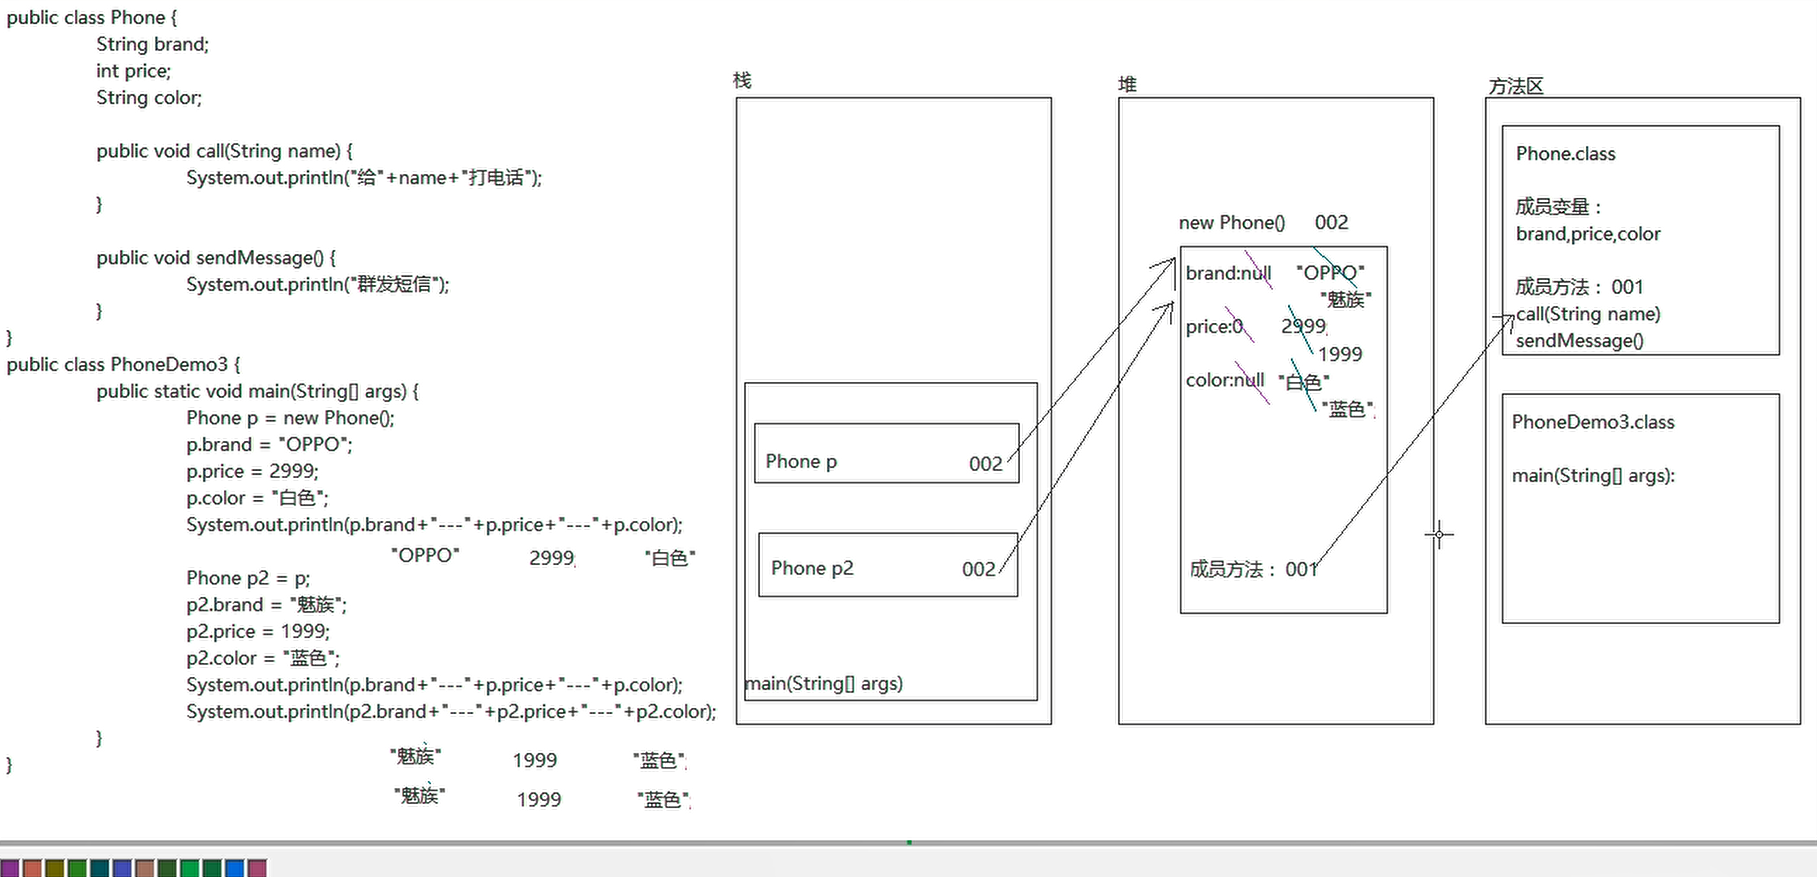 public class Phone {
String brand;
int price;
String color;
public void call(String name) {
System.out.println("给"+name+"打电话");
}
public void sendMessage() {
System.out.println("群发短信");
}
}
public class PhoneDemo3 {
public static void main(String[] args) {
Phone p = new Phone();
p.brand = "OPPO";
p.price = 2999;
p.color = "白色";
System.out.println(p.brand+"---"+p.price+"---"+p.color);
"OPPO" 2999; "白色"
Phone p2 = p;
p2.brand = "魅族";
p2.price = 1999;
p2.color = "蓝色";
System.out.println(p.brand+"---"+p.price+"---"+p.color);
System.out.println(p2.brand+"---"+p2.price+"---"+p2.color);
}
"魅族" 1999 "蓝色";
}
"魅族" 1999 "蓝色";
栈
Phone p 002
Phone p2 002
main(String[] args)
堆
new Phone() 002
brand:null "OPPO"
"魅族"
price:0 2999;
1999
color:null "白色"
"蓝色";
成员方法：001
方法区
Phone.class
成员变量：
brand,price,color
成员方法：001
call(String name)
sendMessage()
PhoneDemo3.class
main(String[] args):